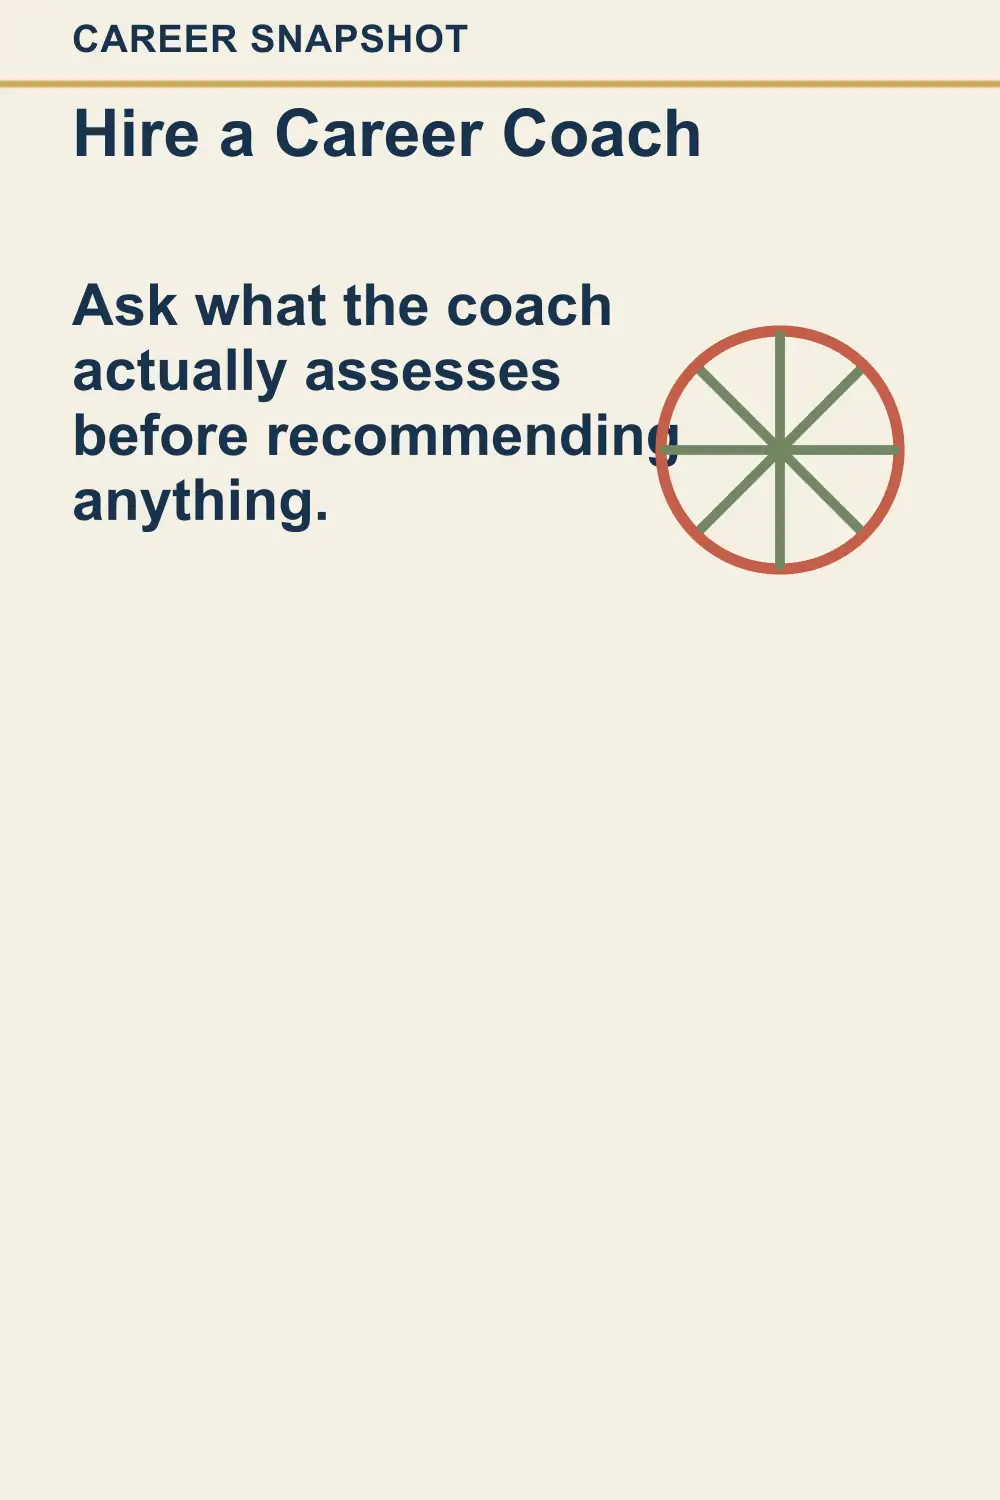 CAREER SNAPSHOT
Hire a Career Coach
Ask what the coach
actually assesses
before recommending
anything.